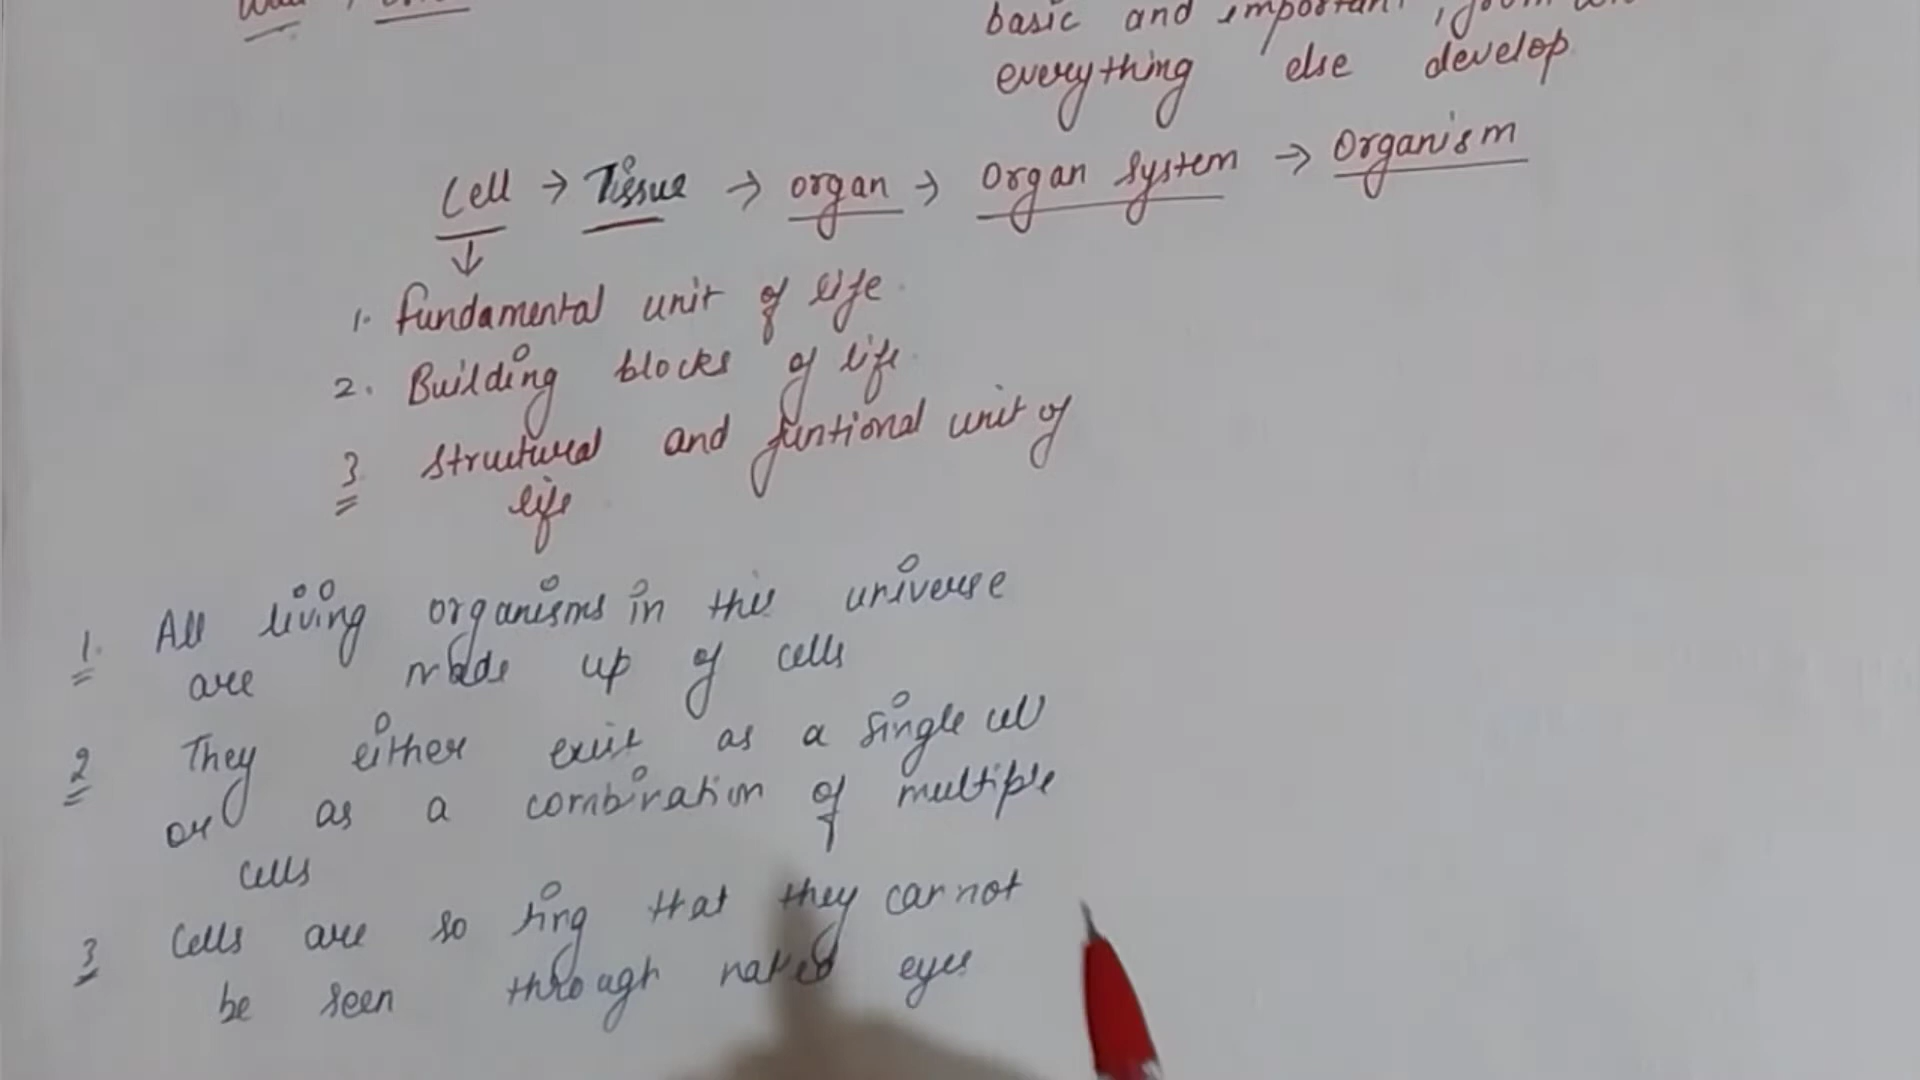 basic and important,
everything else develop
Cell → Tissue → organ → Organ System → Organism
↓
1. fundamental unit of life.
2. Building blocks of life.
3 structural and funtional unit of
life
1. All living organisms in this universe
are made up of cells
2 They either exist as a single cell
or as a combination of multiple
cells
3 Cells are so tiny that they cannot
be seen through naked eyes